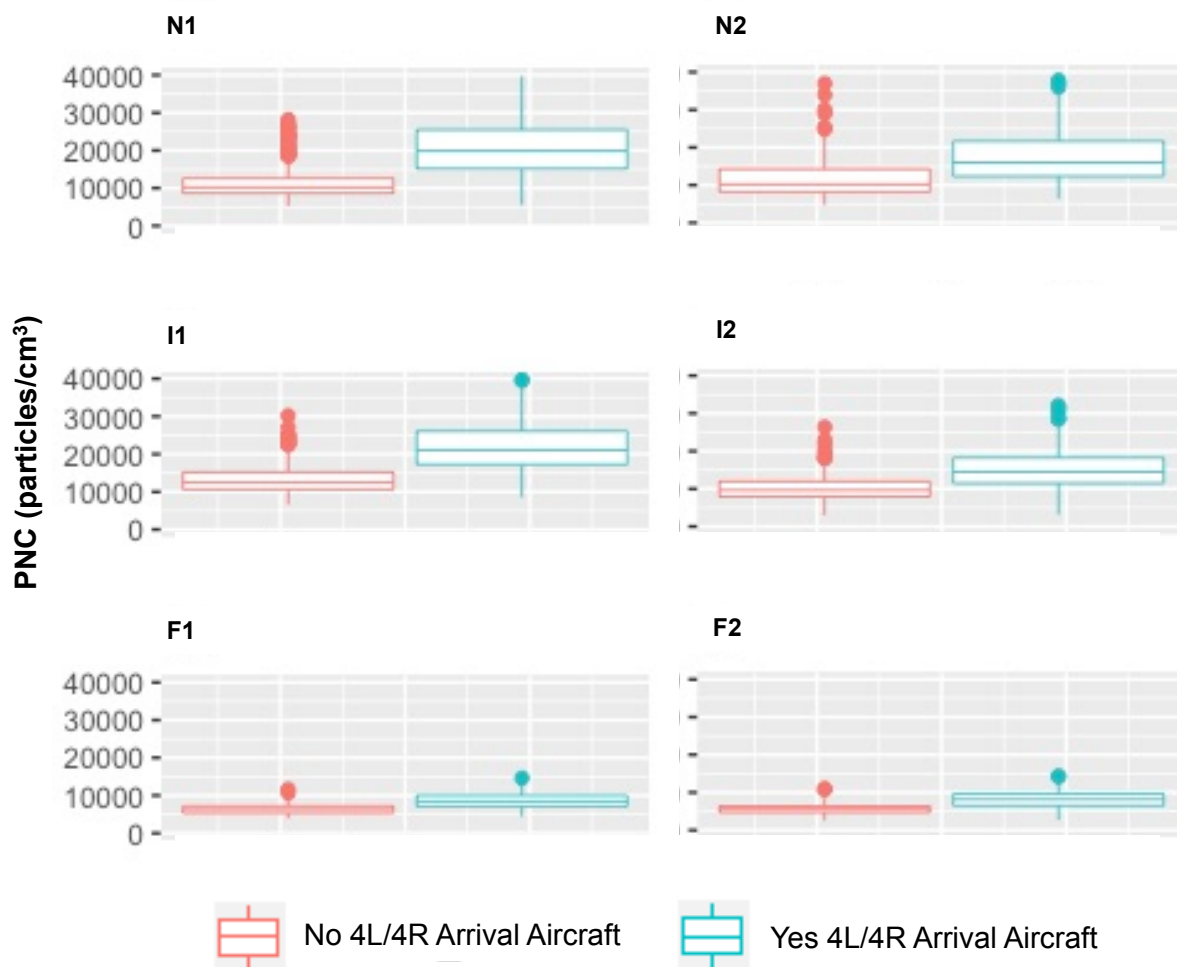 N1
N2
40000
30000
20000
10000
0
I1
I2
PNC (particles/cm³)
40000
30000
20000
10000
0
F1
F2
40000
30000
20000
10000
0
No 4L/4R Arrival Aircraft
Yes 4L/4R Arrival Aircraft